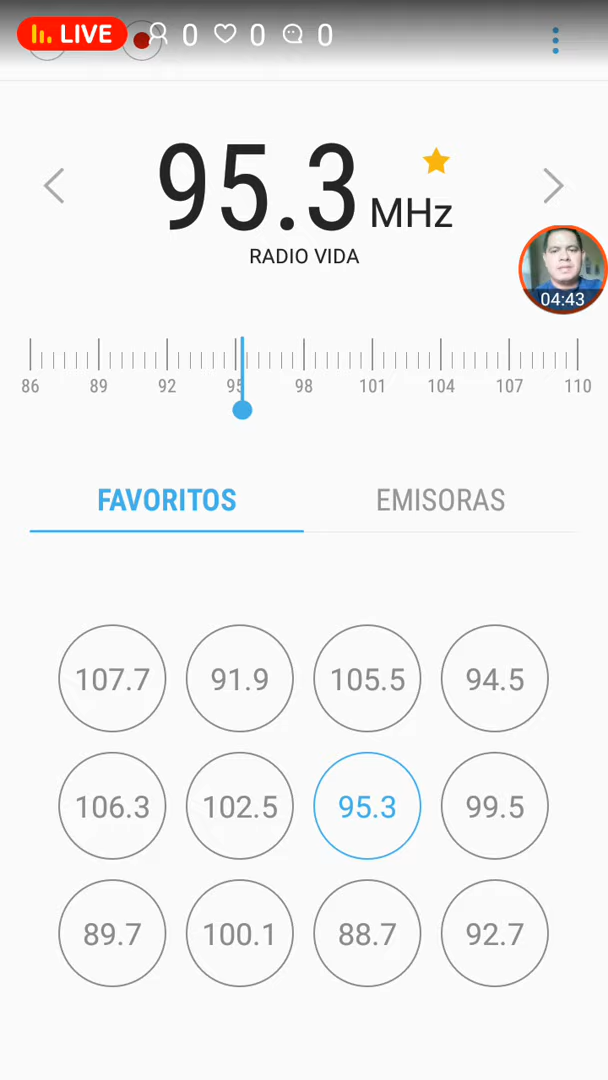 LIVE 0 0 0
95.3 MHz
RADIO VIDA
04:43
86 89 92 95 98 101 104 107 110
FAVORITOS EMISORAS
107.7 91.9 105.5 94.5
106.3 102.5 95.3 99.5
89.7 100.1 88.7 92.7